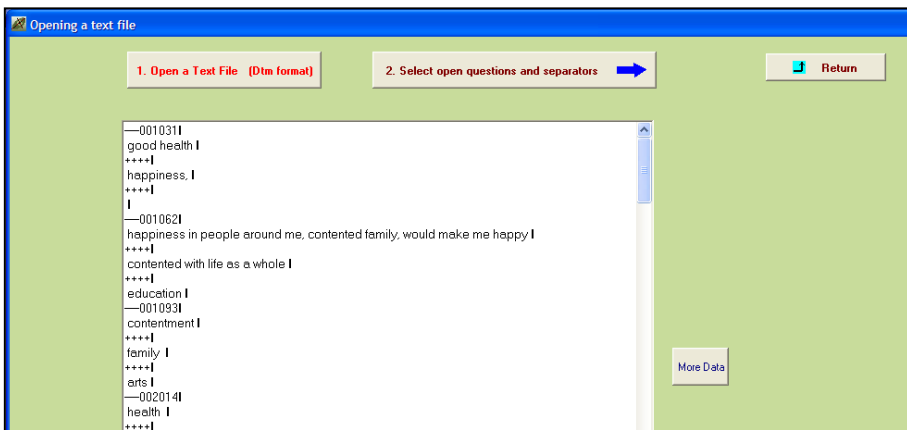 Opening a text file
1. Open a Text File (Dtm format)
2. Select open questions and separators
Return
----001031
good health
++++
happiness,
++++
----001062
happiness in people around me, contented family, would make me happy
++++
contented with life as a whole
++++
education
----001093
contentment
++++
family
++++
arts
----002014
health
++++
More Data